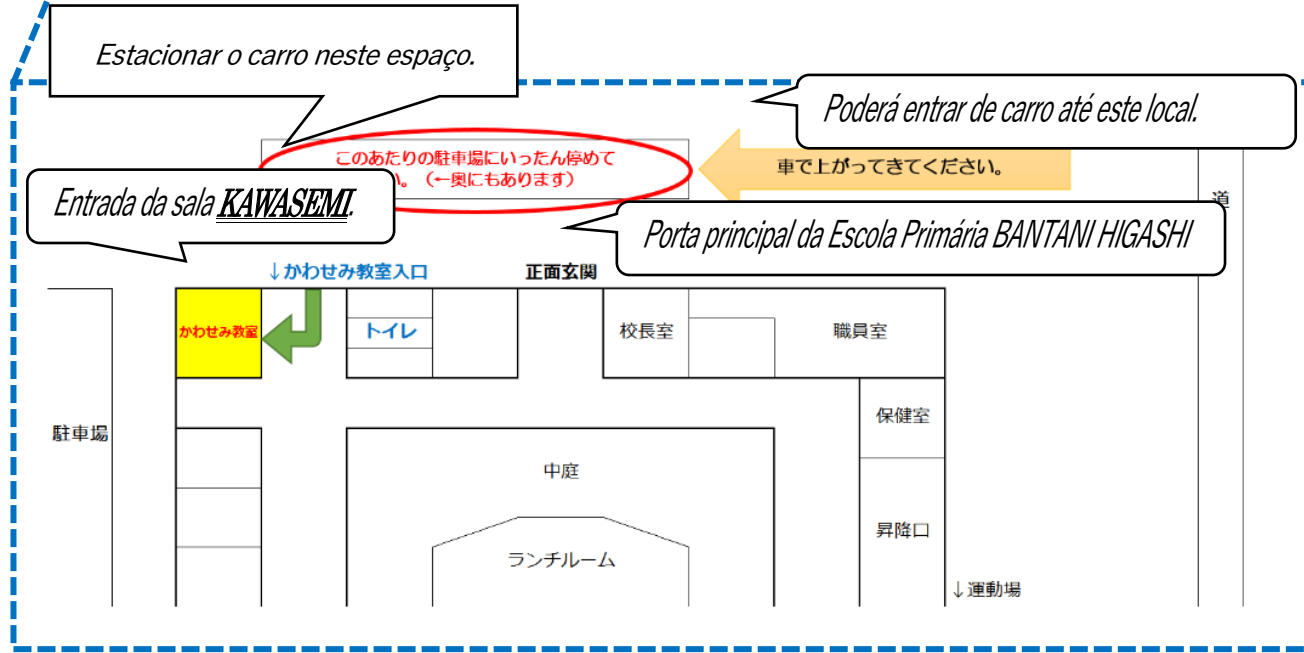 Estacionar o carro neste espaço.
Poderá entrar de carro até este local.
このあたりの駐車場にいったん停めて
い。（←奥にもあります）
車で上がってきてください。
道
Entrada da sala KAWASEMI.
Porta principal da Escola Primária BANTANI HIGASHI
↓かわせみ教室入口
正面玄関
かわせみ教室
トイレ
校長室
職員室
保健室
駐車場
中庭
昇降口
ランチルーム
↓運動場